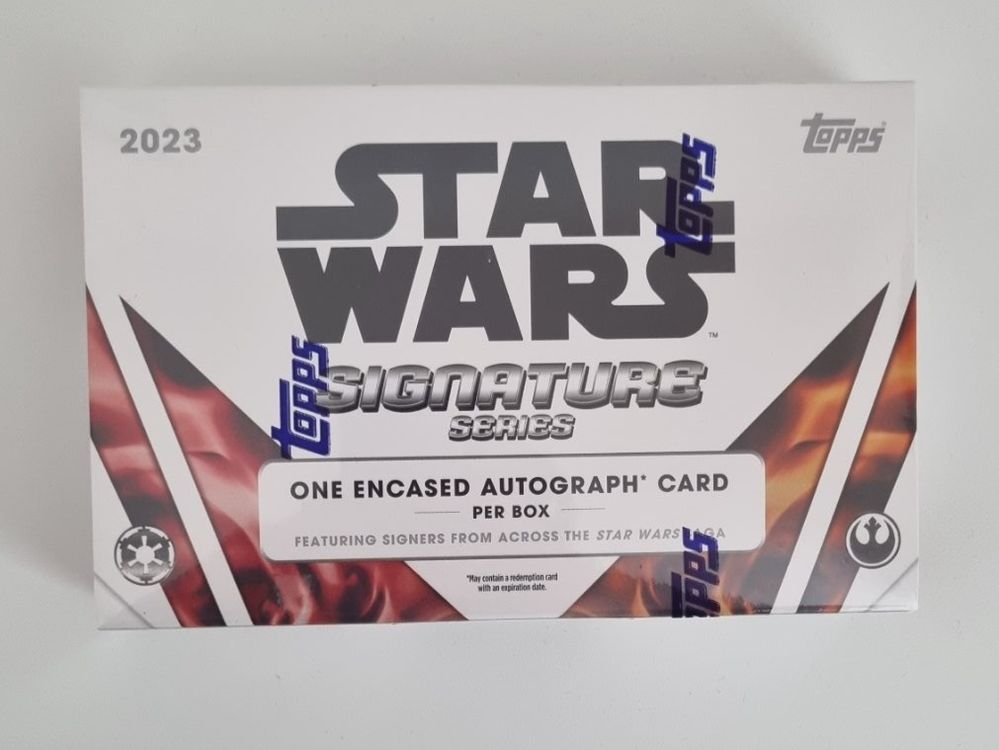 2023
topps®
STAR
WARS™
SIGNATURE
SERIES
ONE ENCASED AUTOGRAPH* CARD
PER BOX
FEATURING SIGNERS FROM ACROSS THE STAR WARS SAGA
*May contain a redemption card
with an expiration date.
topps
topps
topps